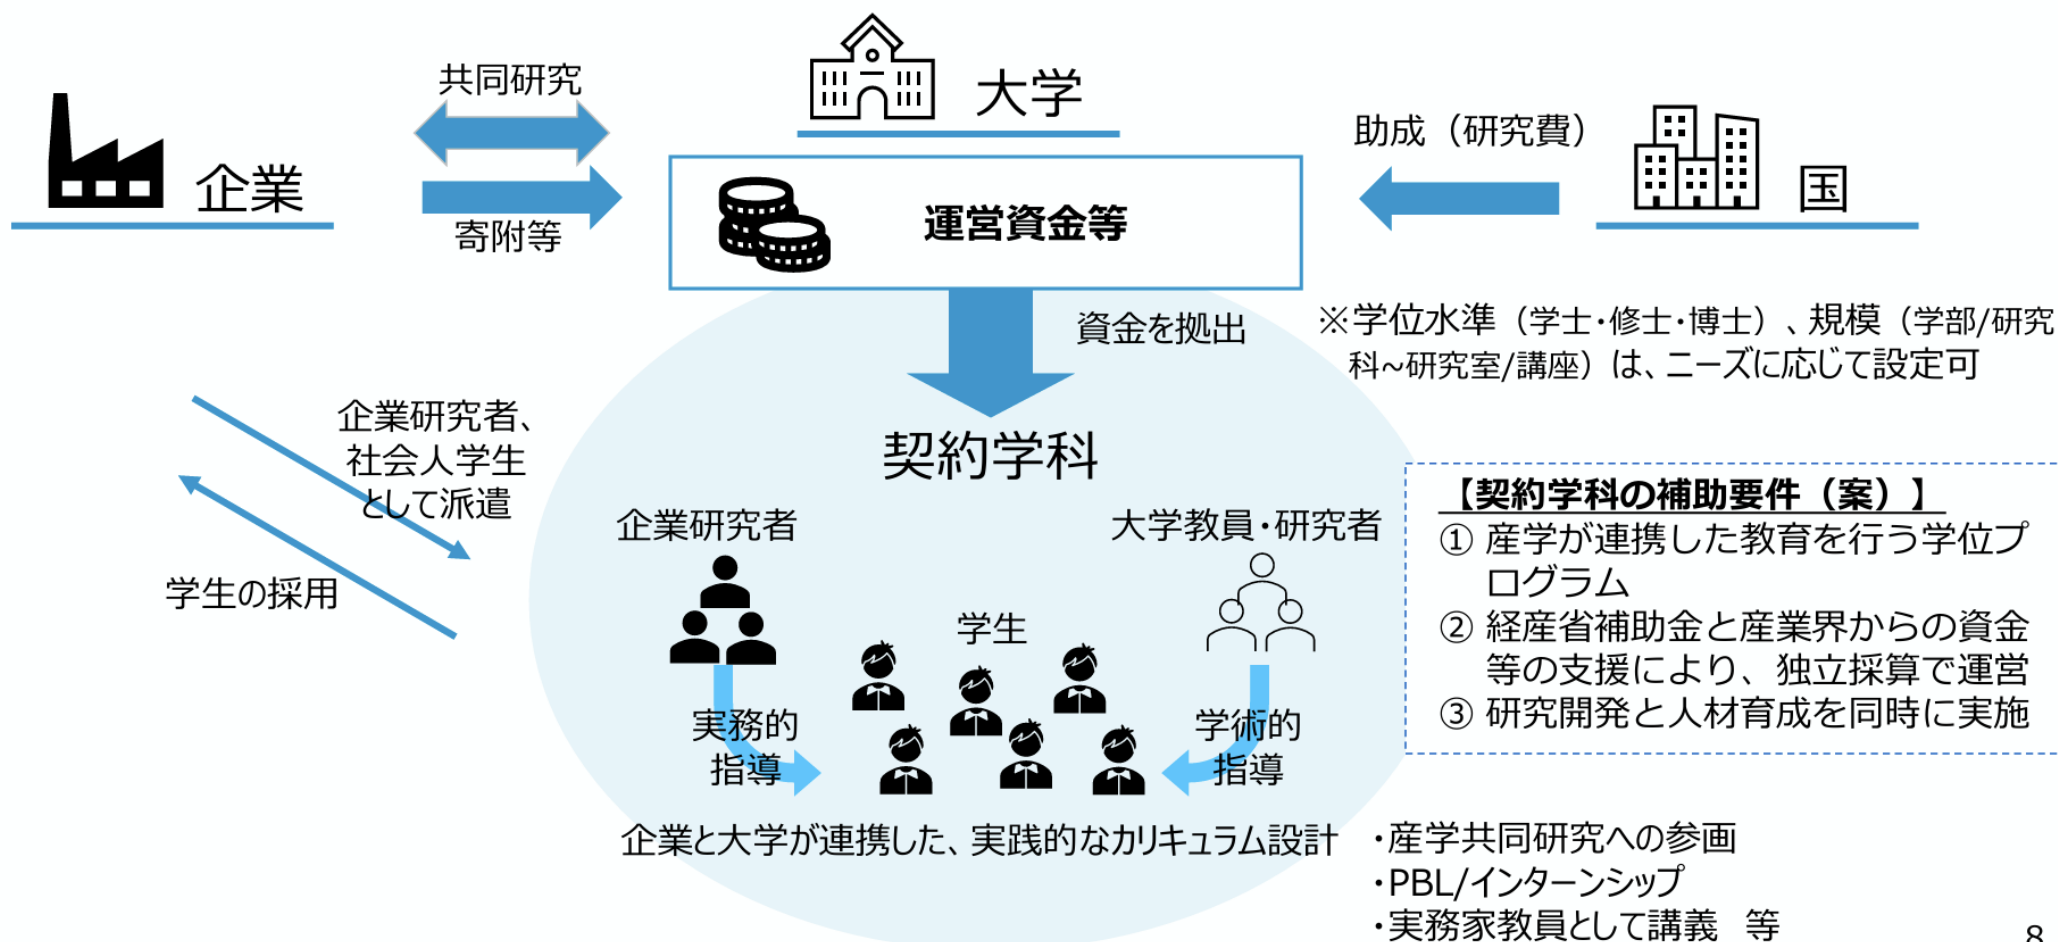 共同研究
企業
寄附等
大学
運営資金等
助成（研究費）
国
資金を拠出
※学位水準（学士・修士・博士）、規模（学部/研究
科~研究室/講座）は、ニーズに応じて設定可
企業研究者、
社会人学生
として派遣
学生の採用
契約学科
企業研究者
大学教員・研究者
学生
実務的
指導
学術的
指導
企業と大学が連携した、実践的なカリキュラム設計
【契約学科の補助要件（案）】
① 産学が連携した教育を行う学位プ
ログラム
② 経産省補助金と産業界からの資金
等の支援により、独立採算で運営
③ 研究開発と人材育成を同時に実施
・産学共同研究への参画
・PBL/インターンシップ
・実務家教員として講義　等
8